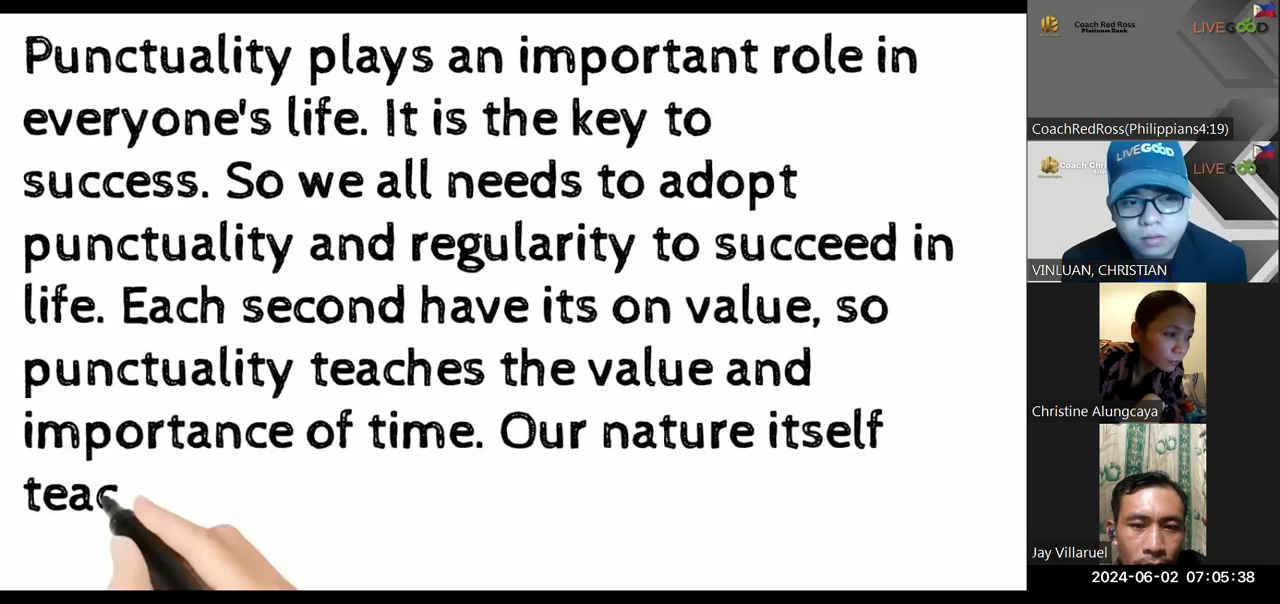 Punctuality plays an important role in
everyone's life. It is the key to
success. So we all needs to adopt
punctuality and regularity to succeed in
life. Each second have its on value, so
punctuality teaches the value and
importance of time. Our nature itself
teac
Coach Red Ross
Platinum Rank
LIVEGOOD
CoachRedRoss(Philippians4:19)
LIVEGOOD
LIVEGOOD
VINLUAN, CHRISTIAN
Christine Alungcaya
Jay Villaruel
2024-06-02 07:05:38